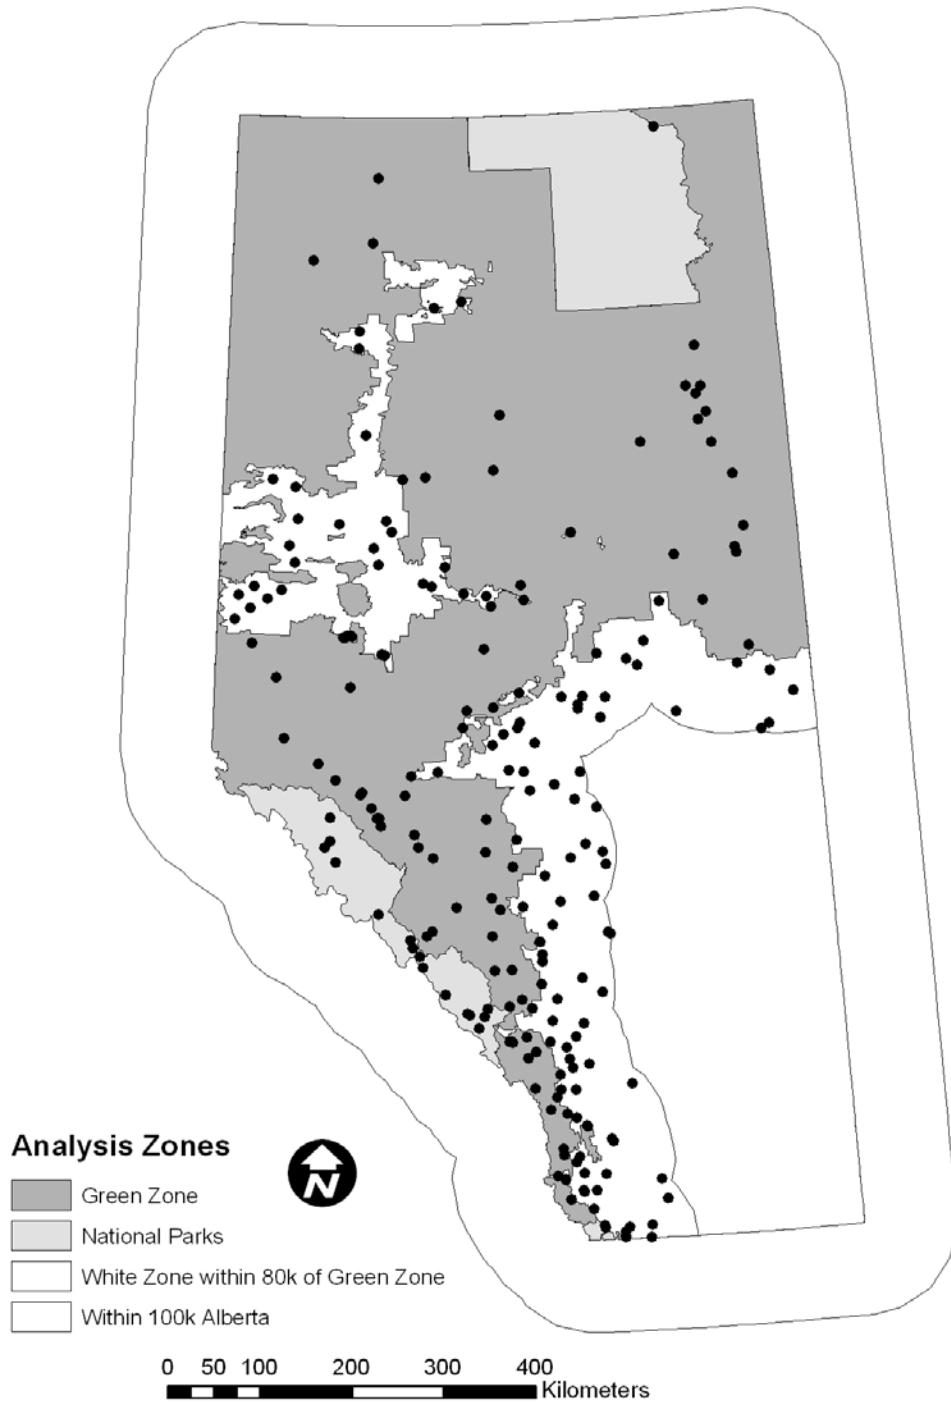 Analysis Zones
N
Green Zone
National Parks
White Zone within 80k of Green Zone
Within 100k Alberta
0 50 100 200 300 400
Kilometers